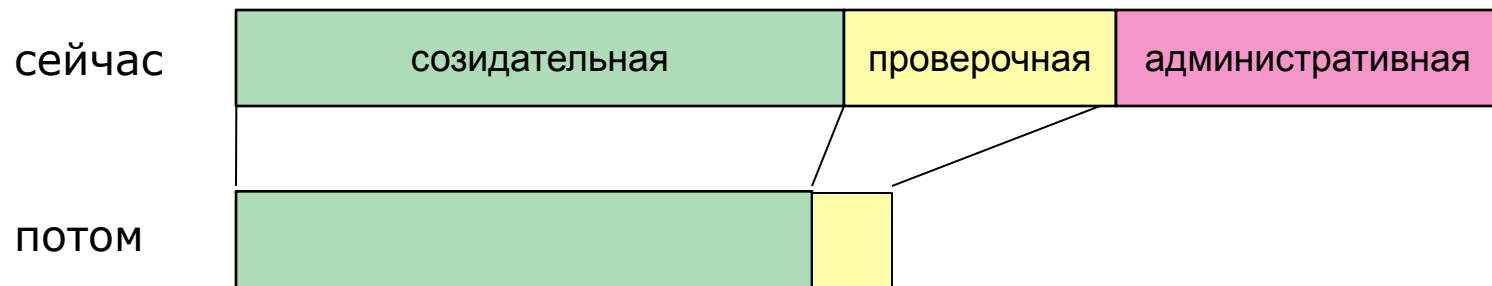 сейчас созидательная проверочная административная
потом